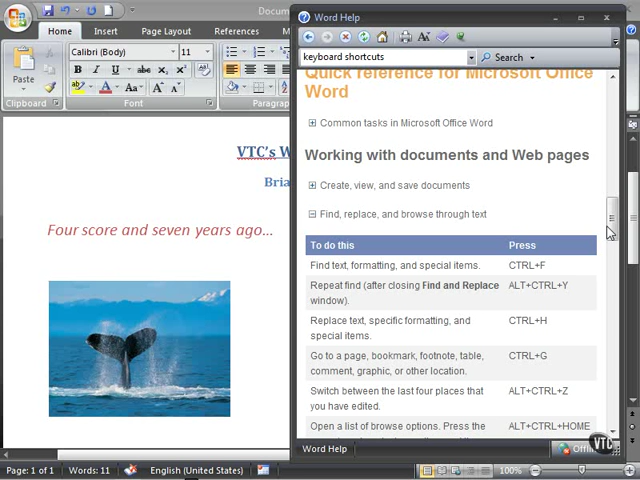 Docum
Home Insert Page Layout References
Calibri (Body) 11
Paste
Clipboard Font Paragrap
VTC's W
Bria
Four score and seven years ago...
Word Help
keyboard shortcuts Search
Quick reference for Microsoft Office
Word
Common tasks in Microsoft Office Word
Working with documents and Web pages
Create, view, and save documents
Find, replace, and browse through text
To do this Press
Find text, formatting, and special items. CTRL+F
Repeat find (after closing Find and Replace ALT+CTRL+Y
window).
Replace text, specific formatting, and CTRL+H
special items.
Go to a page, bookmark, footnote, table, CTRL+G
comment, graphic, or other location.
Switch between the last four places that ALT+CTRL+Z
you have edited.
Open a list of browse options. Press the ALT+CTRL+HOME
Word Help Offlin
VTC
Page: 1 of 1 Words: 11 English (United States) 100%